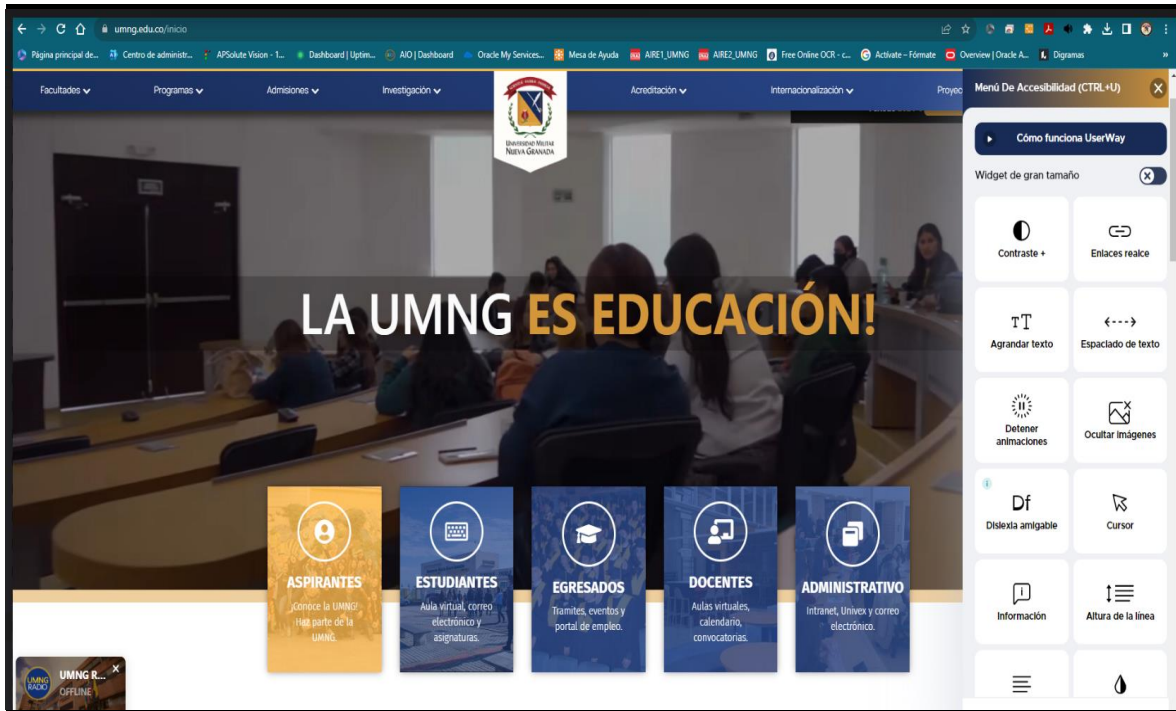 umng.edu.co/inicio
Página principal de...
Centro de administr...
APSolute Vision - 1...
Dashboard | Uptim...
AIO | Dashboard
Oracle My Services...
Mesa de Ayuda
AIRE1_UMNG
AIRE2_UMNG
Free Online OCR - c...
Actívate – Fórmate
Overview | Oracle A...
Digramas
»
Facultades
Programas
Admisiones
Investigación
UNIVERSIDAD MILITAR
NUEVA GRANADA
Acreditación
Internacionalización
Proyec
LA UMNG ES EDUCACIÓN!
ASPIRANTES
¡Conoce la UMNG!
Haz parte de la
UMNG.
ESTUDIANTES
Aula virtual, correo
electrónico y
asignaturas.
EGRESADOS
Tramites, eventos y
portal de empleo.
DOCENTES
Aulas virtuales,
calendario,
convocatorias.
ADMINISTRATIVO
Intranet, Univex y correo
electrónico.
UMNG RADIO
UMNG R...
OFFLINE
Menú De Accesibilidad (CTRL+U)
Cómo funciona UserWay
Widget de gran tamaño
Contraste +
Enlaces realce
Agrandar texto
Espaciado de texto
Detener
animaciones
Ocultar imágenes
Df
Dislexia amigable
Cursor
Información
Altura de la línea